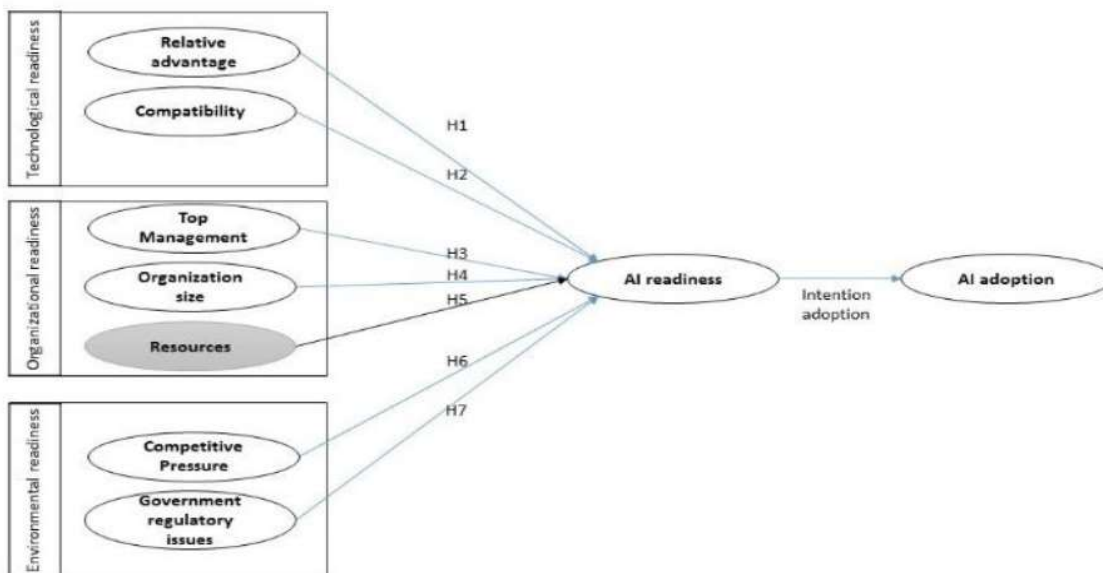 Technological readiness
Relative
advantage
Compatibility
H1
H2
Organizational readiness
Top
Management
Organization
size
Resources
H3
H4
H5
AI readiness
Intention
adoption
AI adoption
Environmental readiness
Competitive
Pressure
Government
regulatory
issues
H6
H7